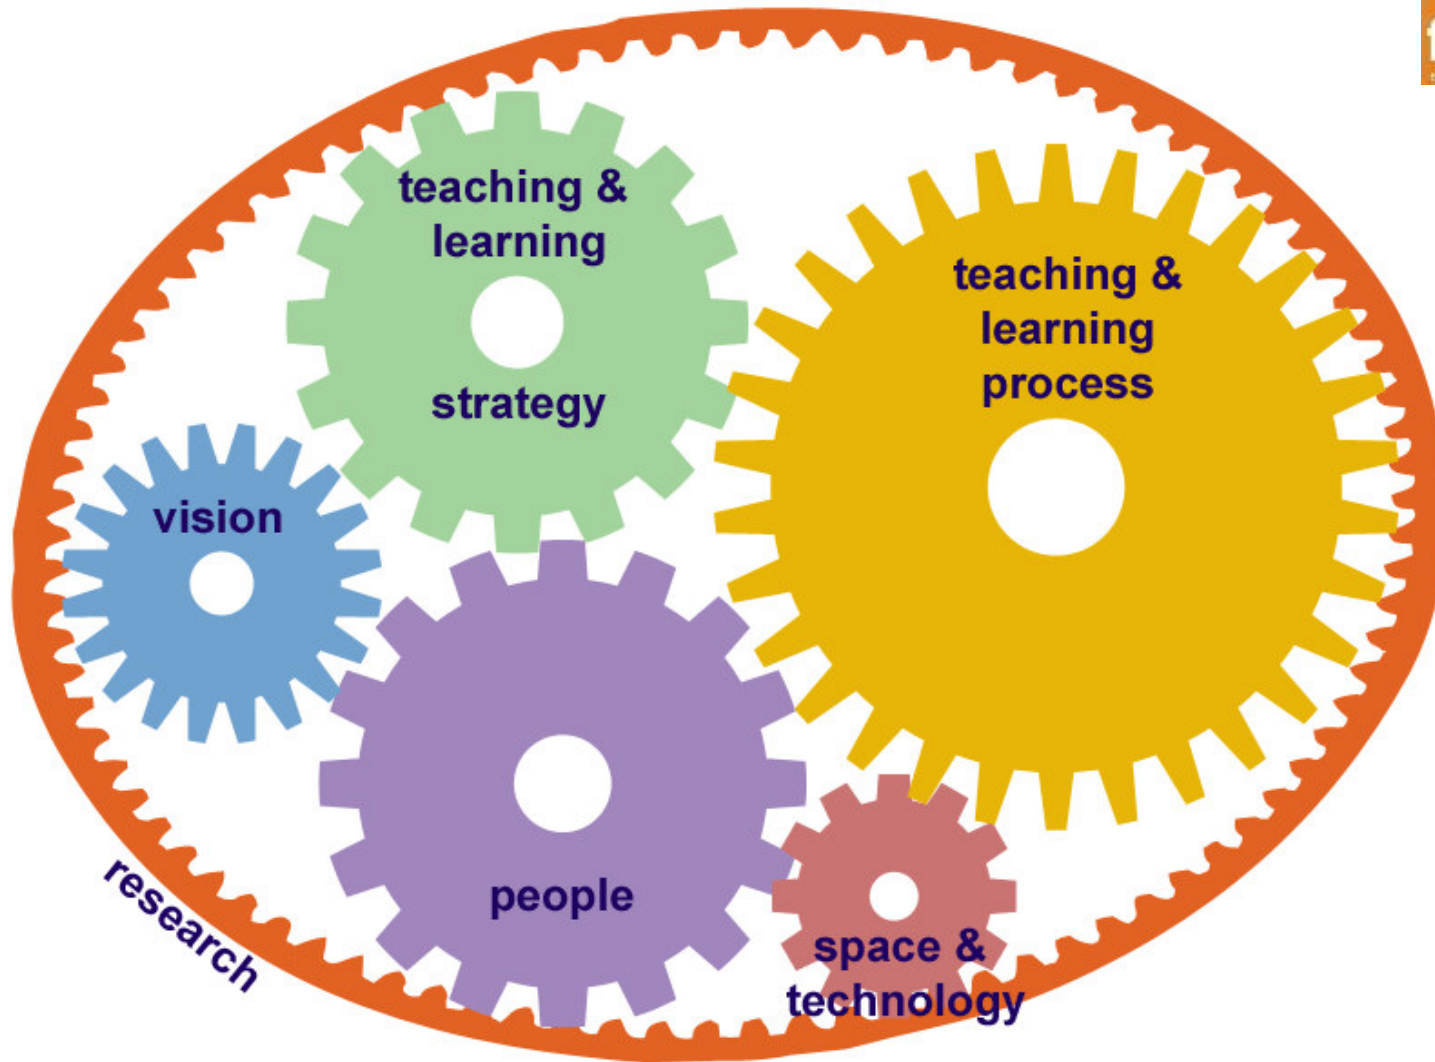 teaching &
learning
strategy
teaching &
learning
process
vision
people
space &
technology
research